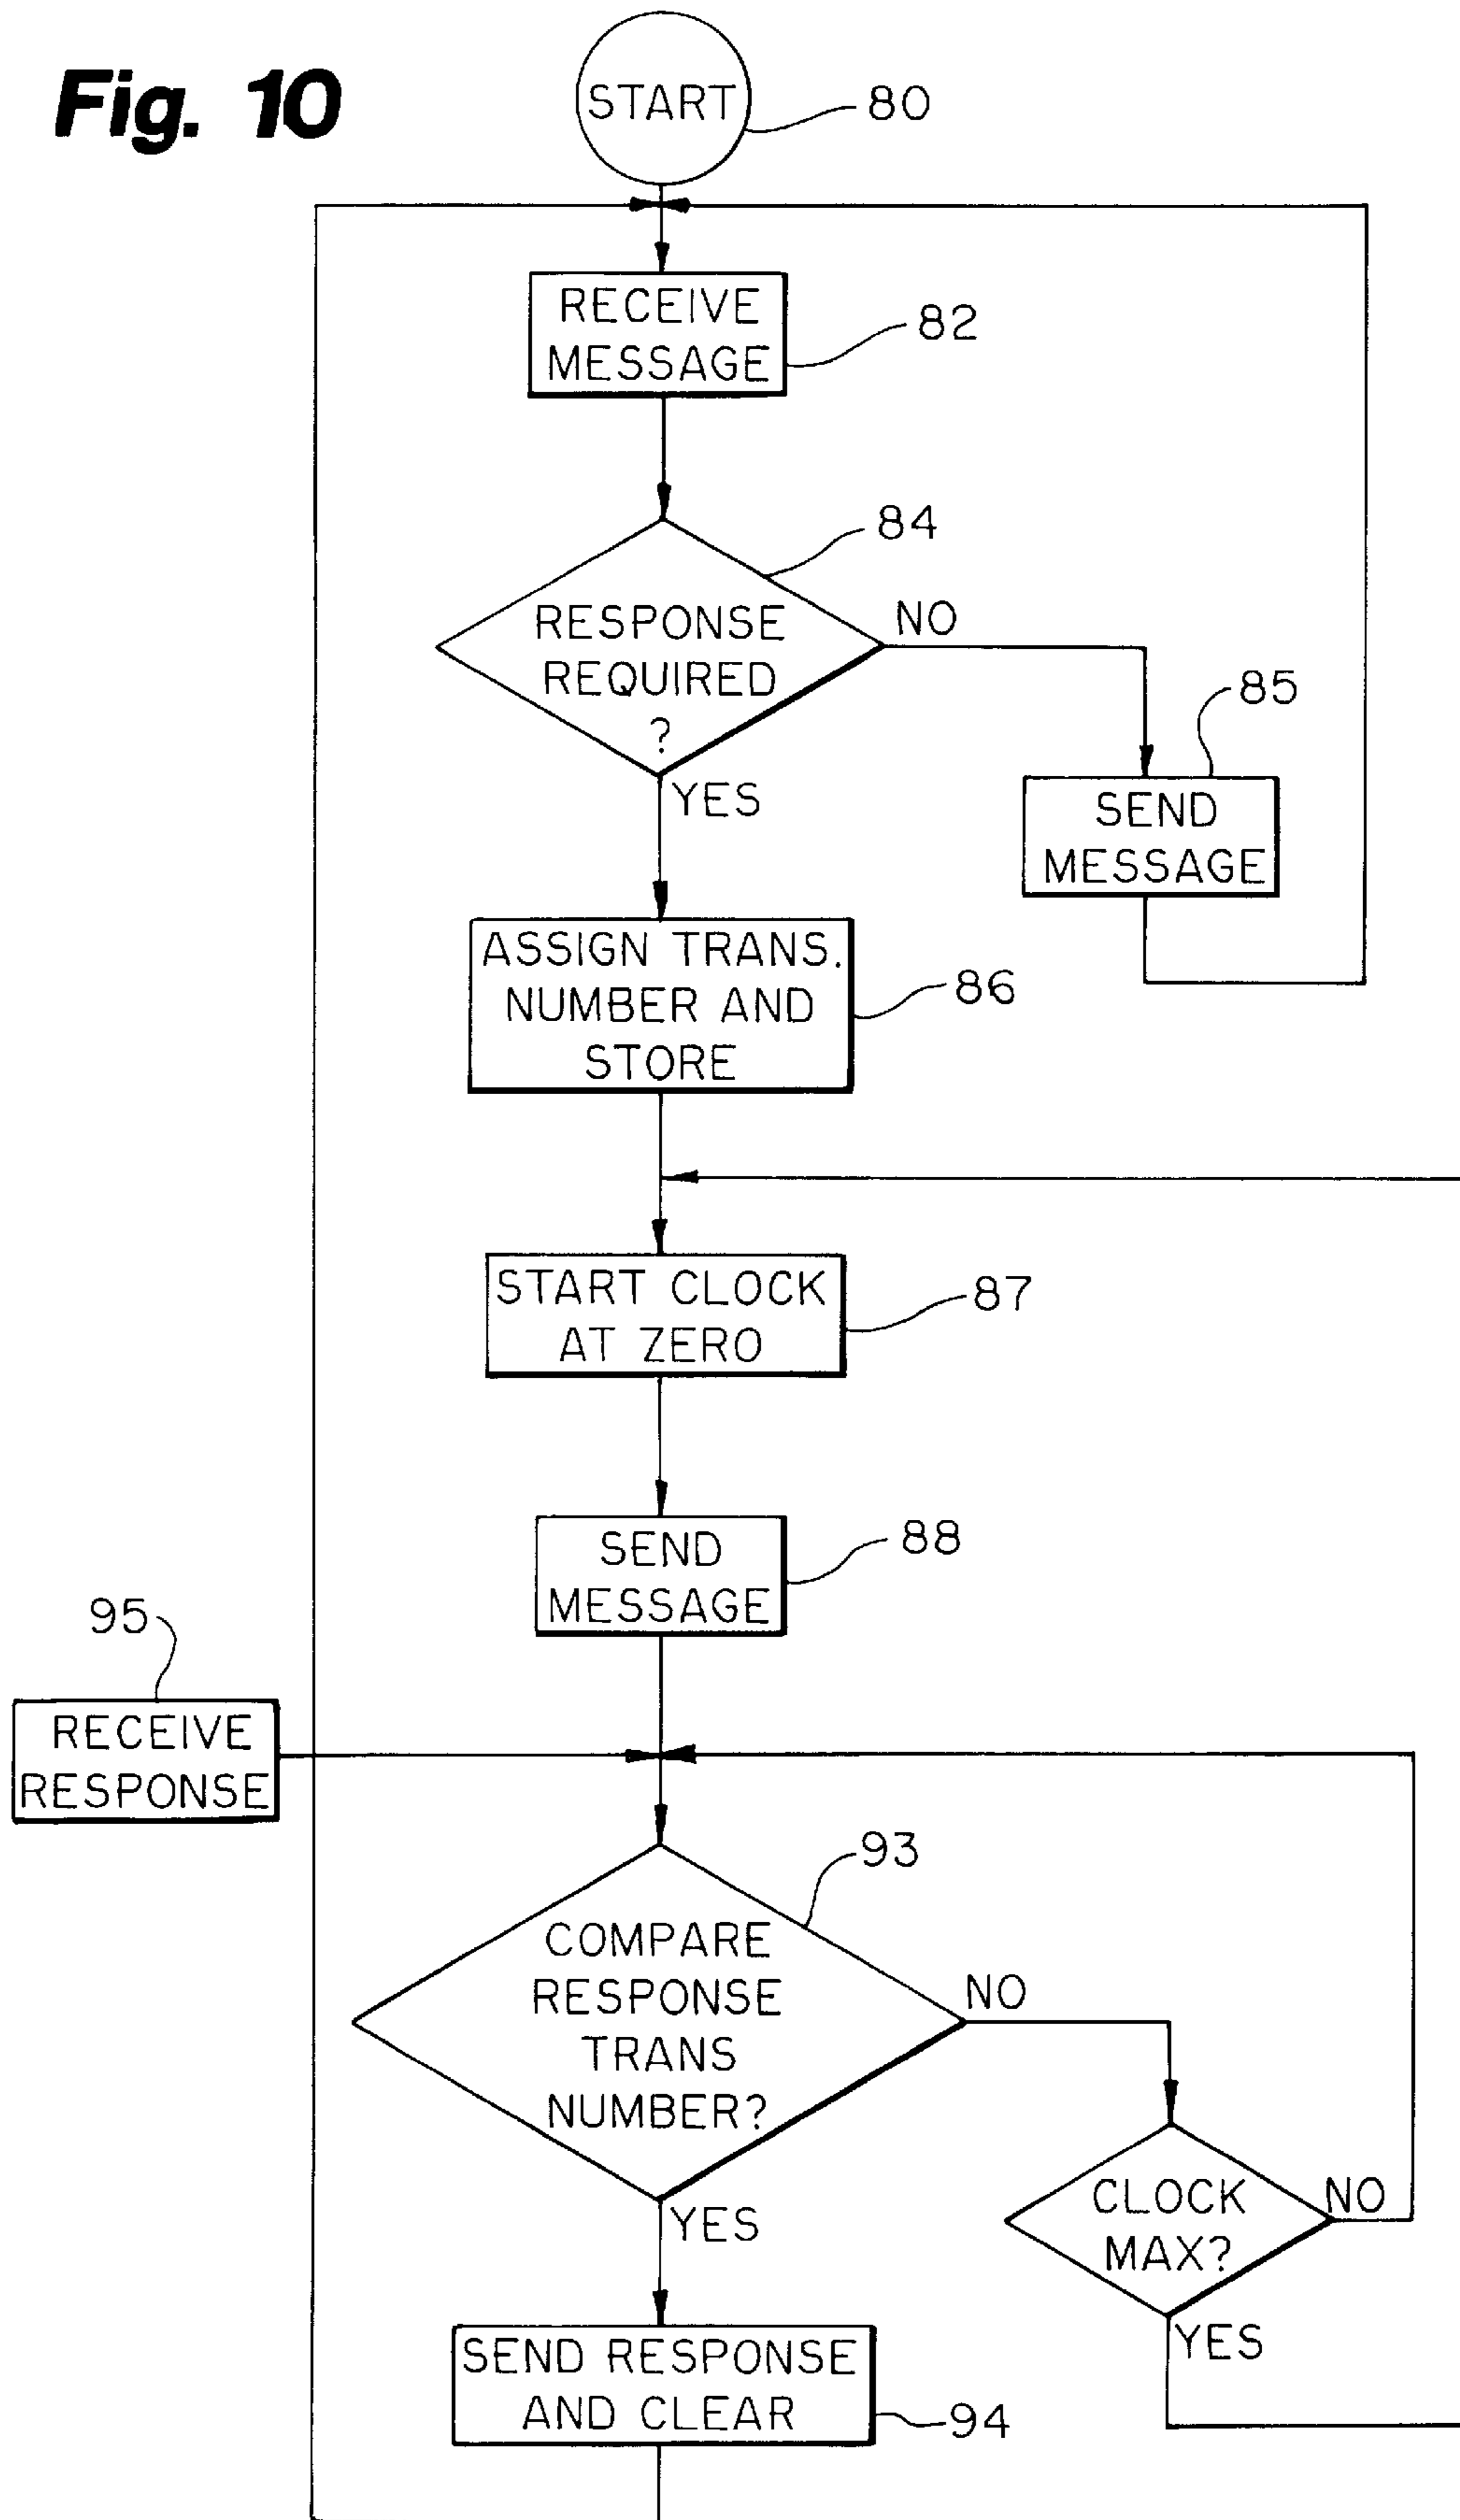 Fig. 10
START
80
RECEIVE
MESSAGE
82
84
RESPONSE
REQUIRED
?
NO
YES
85
SEND
MESSAGE
ASSIGN TRANS.
NUMBER AND
STORE
86
START CLOCK
AT ZERO
87
SEND
MESSAGE
88
95
RECEIVE
RESPONSE
93
COMPARE
RESPONSE
TRANS
NUMBER?
NO
YES
CLOCK
MAX?
NO
YES
SEND RESPONSE
AND CLEAR
94